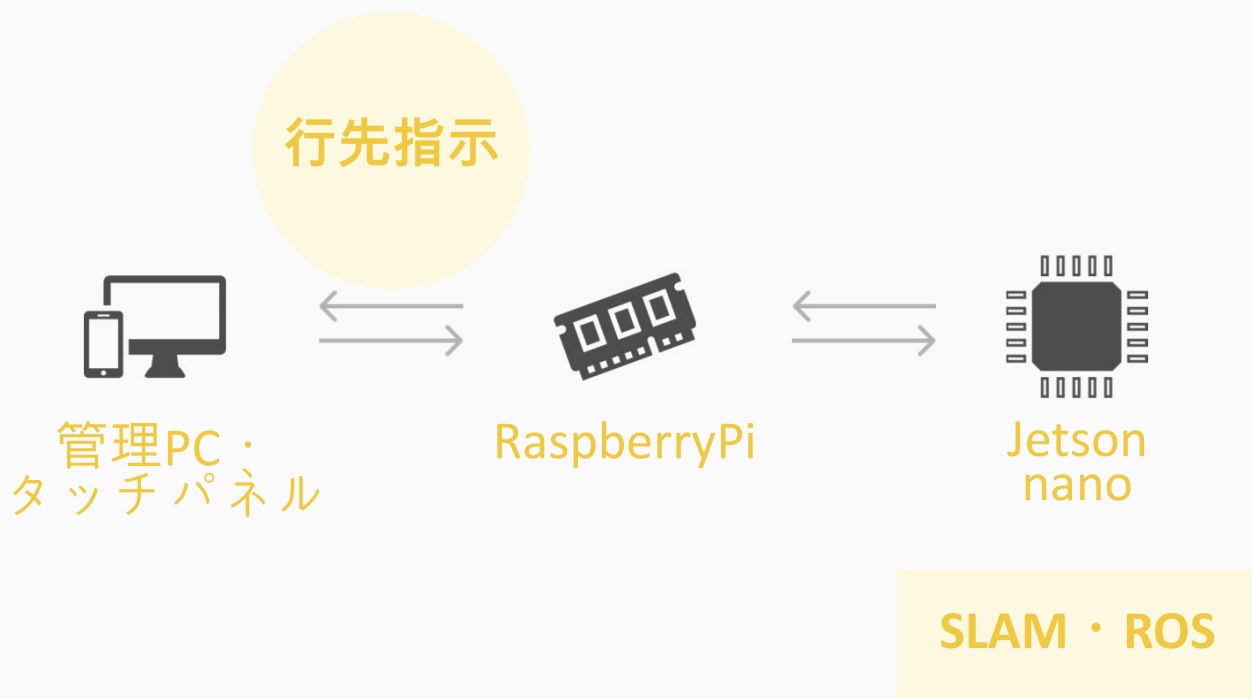 行先指示
管理PC・
タッチパネル
RaspberryPi
Jetson
nano
SLAM・ROS